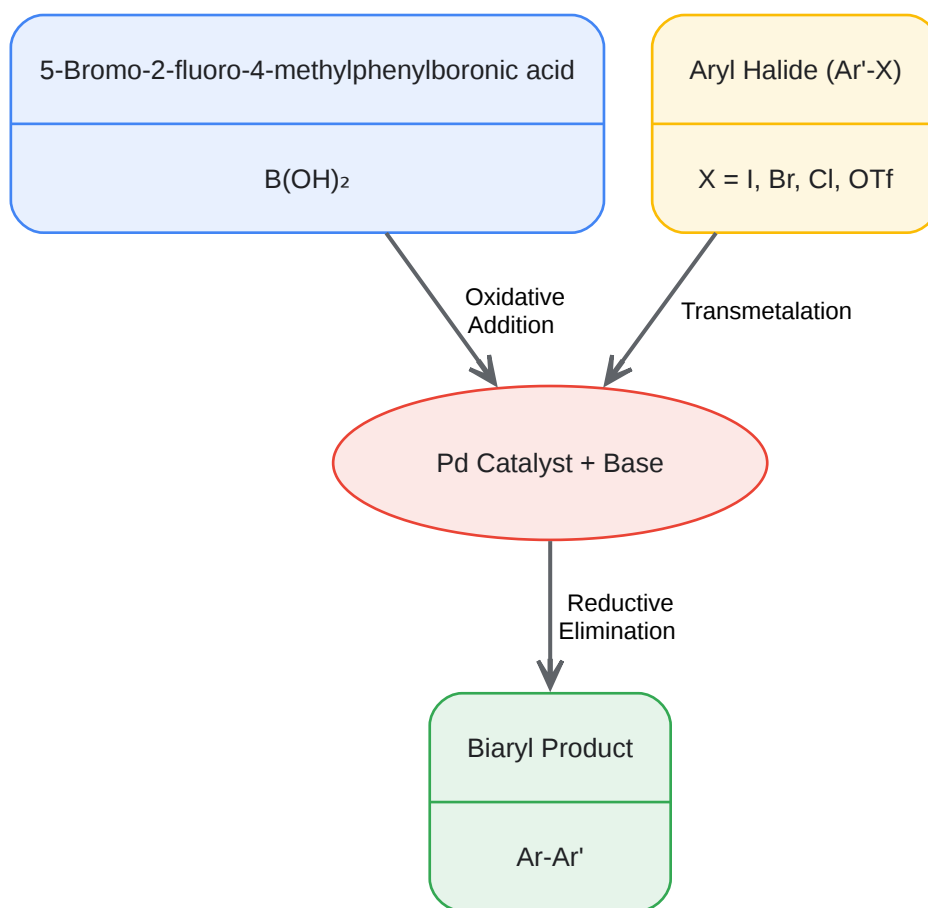 5-Bromo-2-fluoro-4-methylphenylboronic acid
B(OH)₂
Aryl Halide (Ar'-X)
X = I, Br, Cl, OTf
Oxidative
Addition
Transmetalation
Pd Catalyst + Base
Reductive
Elimination
Biaryl Product
Ar-Ar'